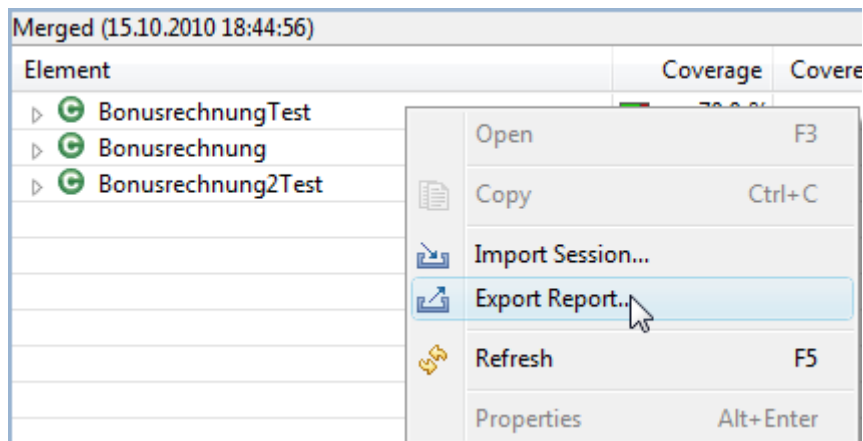 Merged (15.10.2010 18:44:56)
Element Coverage Covere
BonusrechnungTest
Bonusrechnung
Bonusrechnung2Test
Open F3
Copy Ctrl+C
Import Session...
Export Report...
Refresh F5
Properties Alt+Enter